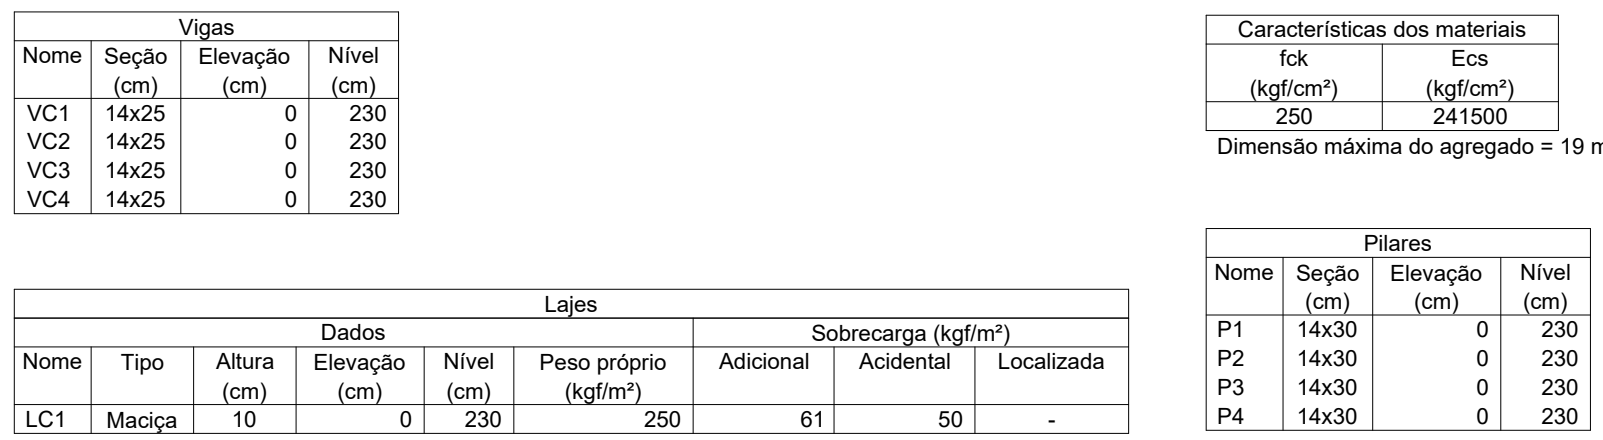 Vigas
Nome Seção Elevação Nível
(cm) (cm) (cm)
VC1 14x25 0 230
VC2 14x25 0 230
VC3 14x25 0 230
VC4 14x25 0 230
Características dos materiais
fck Ecs
(kgf/cm²) (kgf/cm²)
250 241500
Dimensão máxima do agregado = 19
Lajes
Dados Sobrecarga (kgf/m²)
Nome Tipo Altura Elevação Nível Peso próprio Adicional Acidental Localizada
(cm) (cm) (cm) (kgf/m²)
LC1 Maciça 10 0 230 250 61 50 -
Pilares
Nome Seção Elevação Nível
(cm) (cm) (cm)
P1 14x30 0 230
P2 14x30 0 230
P3 14x30 0 230
P4 14x30 0 230